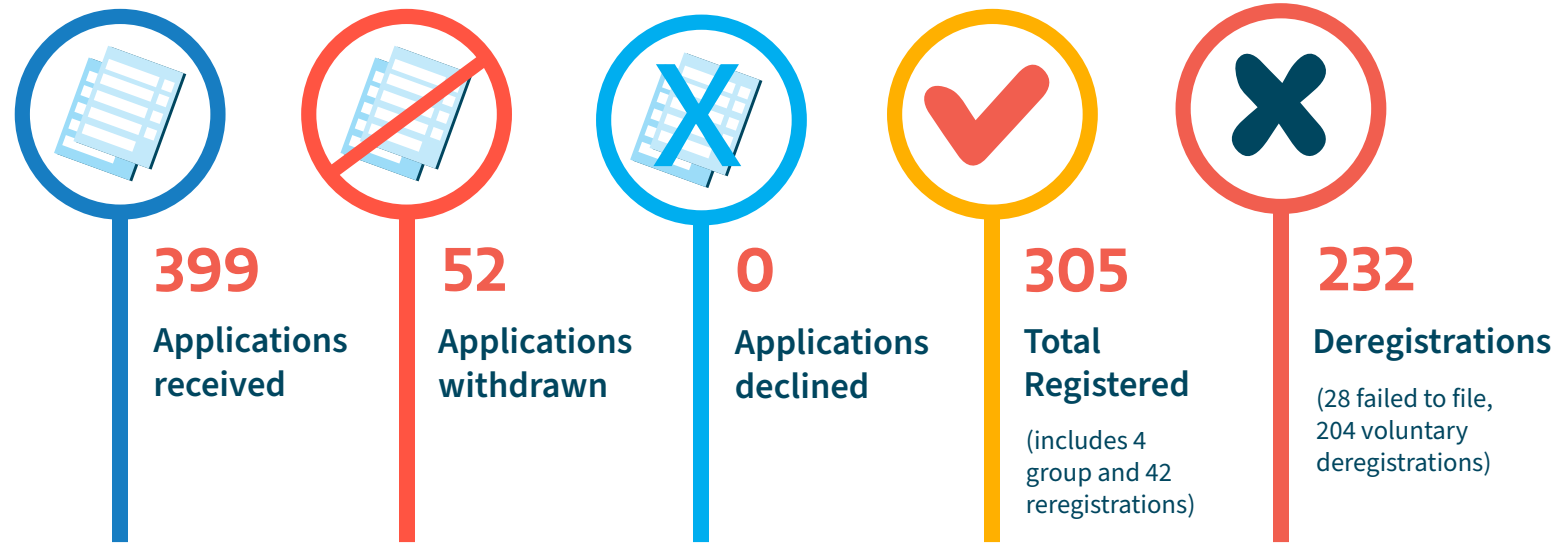 399
Applications
received
52
Applications
withdrawn
X
0
Applications
declined
305
Total
Registered
(includes 4
group and 42
reregistrations)
232
Deregistrations
(28 failed to file,
204 voluntary
deregistrations)